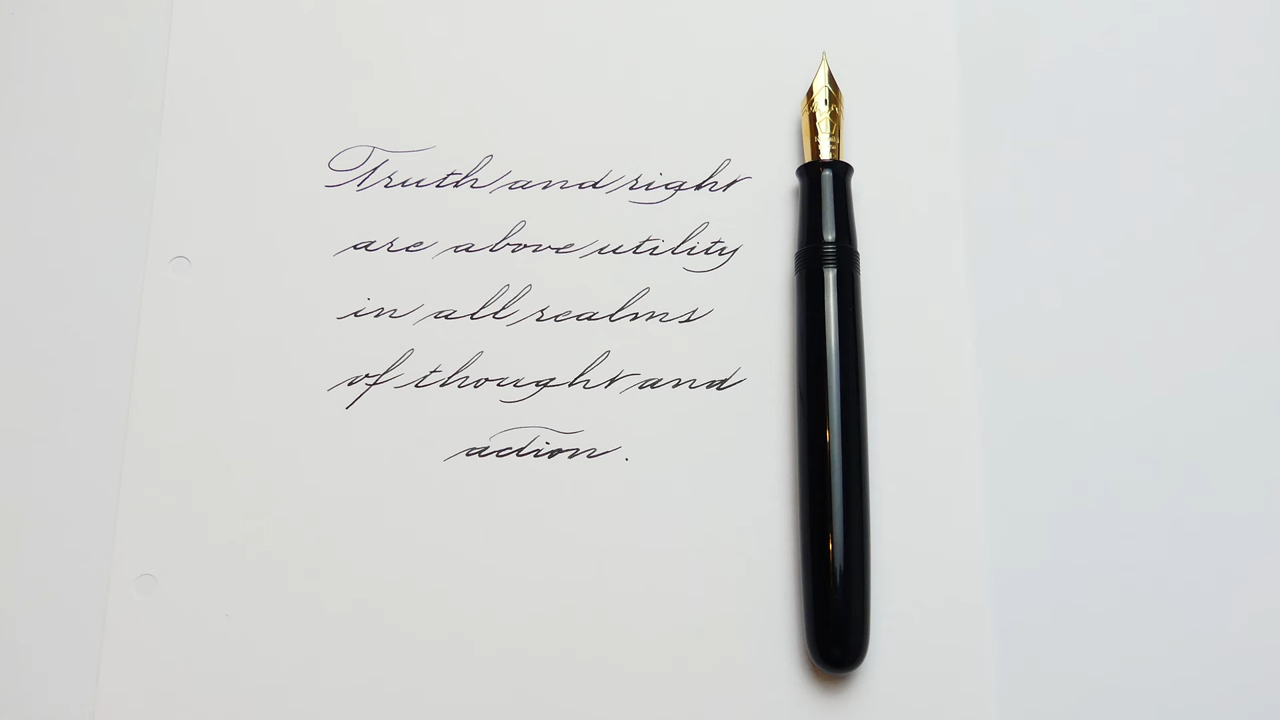 Truth and right
are above utility
in all realms
of thought and
action.